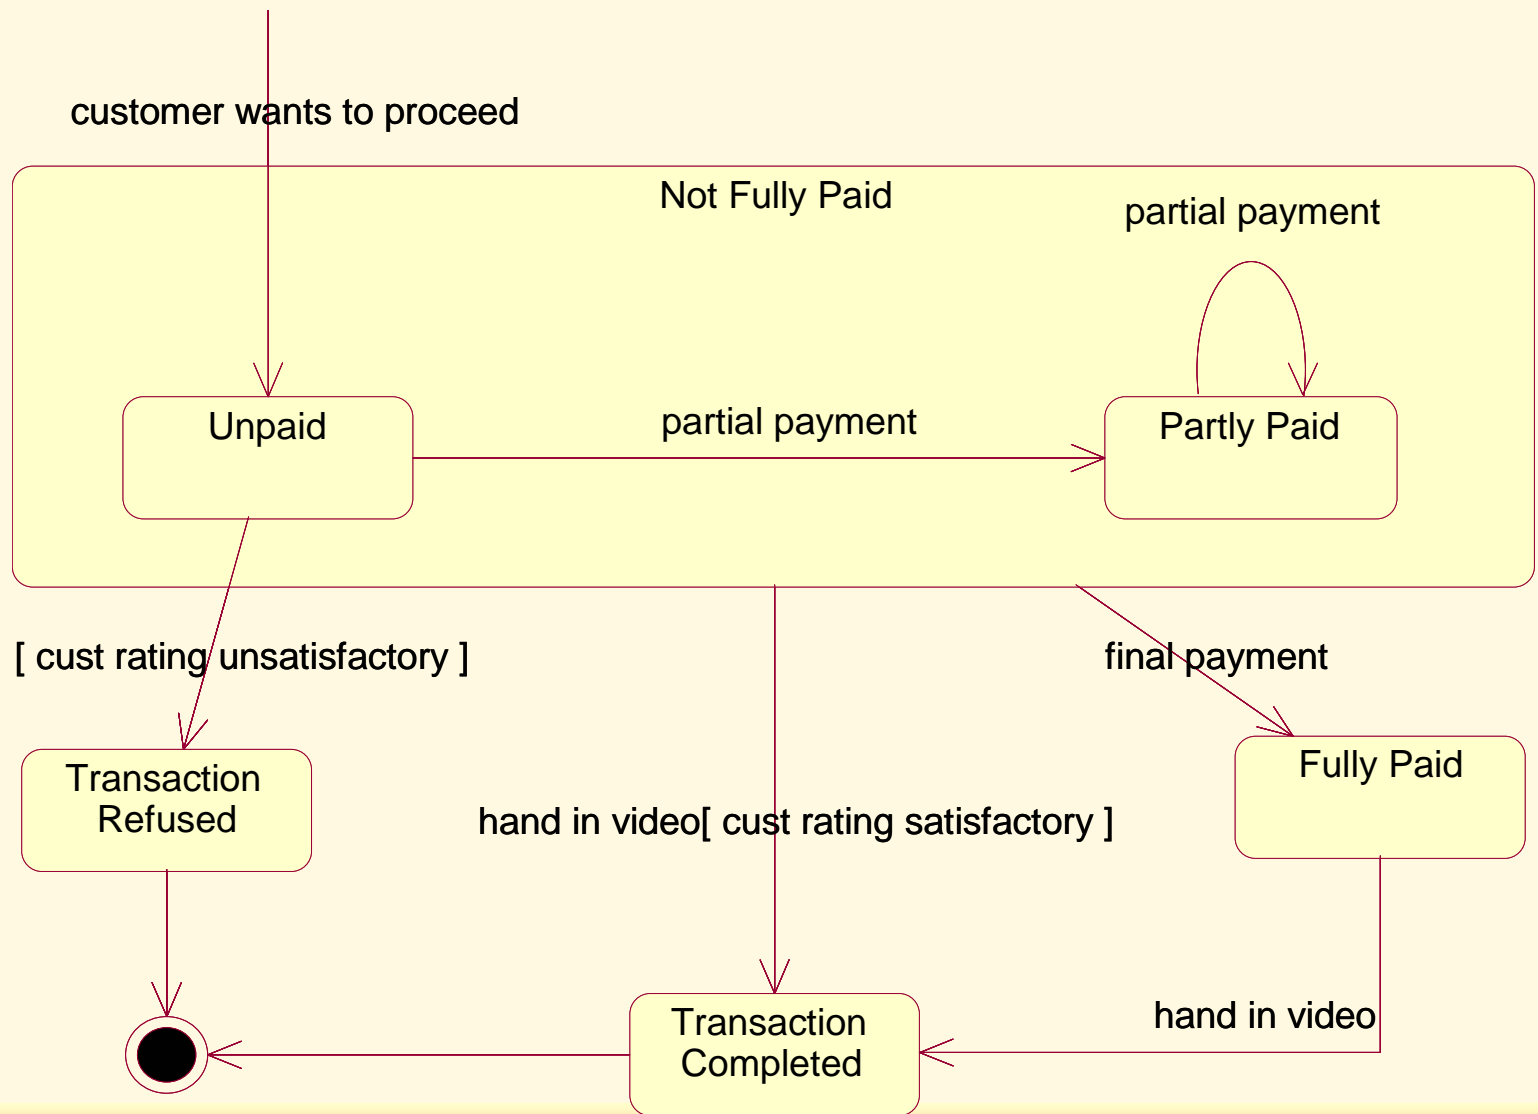 customer wants to proceed
Not Fully Paid
partial payment
Unpaid
partial payment
Partly Paid
[ cust rating unsatisfactory ]
final payment
Transaction
Refused
hand in video[ cust rating satisfactory ]
Fully Paid
Transaction
Completed
hand in video